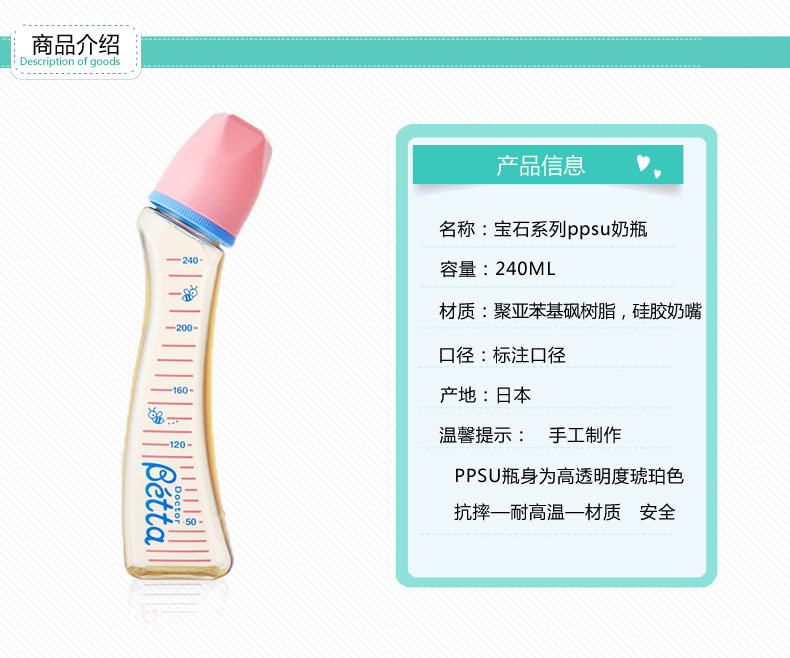 商品介绍
Description of goods
产品信息
名称：宝石系列ppsu奶瓶
容量：240ML
材质：聚亚苯基砜树脂，硅胶奶嘴
口径：标注口径
产地：日本
温馨提示： 手工制作
PPSU瓶身为高透明度琥珀色
抗摔—耐高温—材质 安全
240
200
160
120
50
Doctor
Bétta